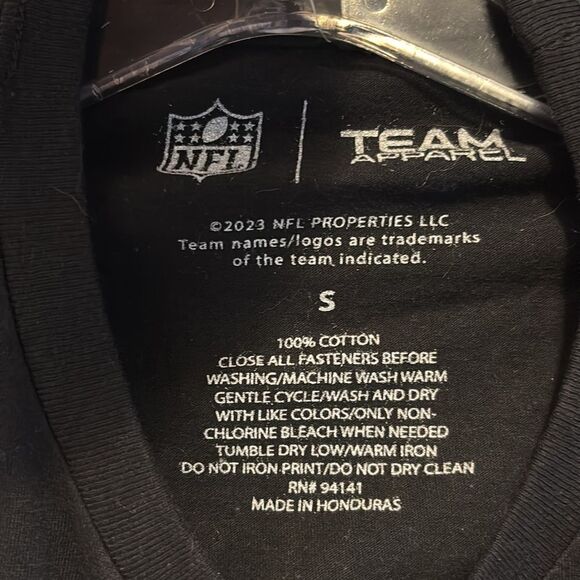 NFL
TEAM
APPAREL
©2023 NFL PROPERTIES LLC
Team names/logos are trademarks
of the team indicated.
S
100% COTTON
CLOSE ALL FASTENERS BEFORE
WASHING/MACHINE WASH WARM
GENTLE CYCLE/WASH AND DRY
WITH LIKE COLORS/ONLY NON-
CHLORINE BLEACH WHEN NEEDED
TUMBLE DRY LOW/WARM IRON
DO NOT IRON PRINT/DO NOT DRY CLEAN
RN# 94141
MADE IN HONDURAS